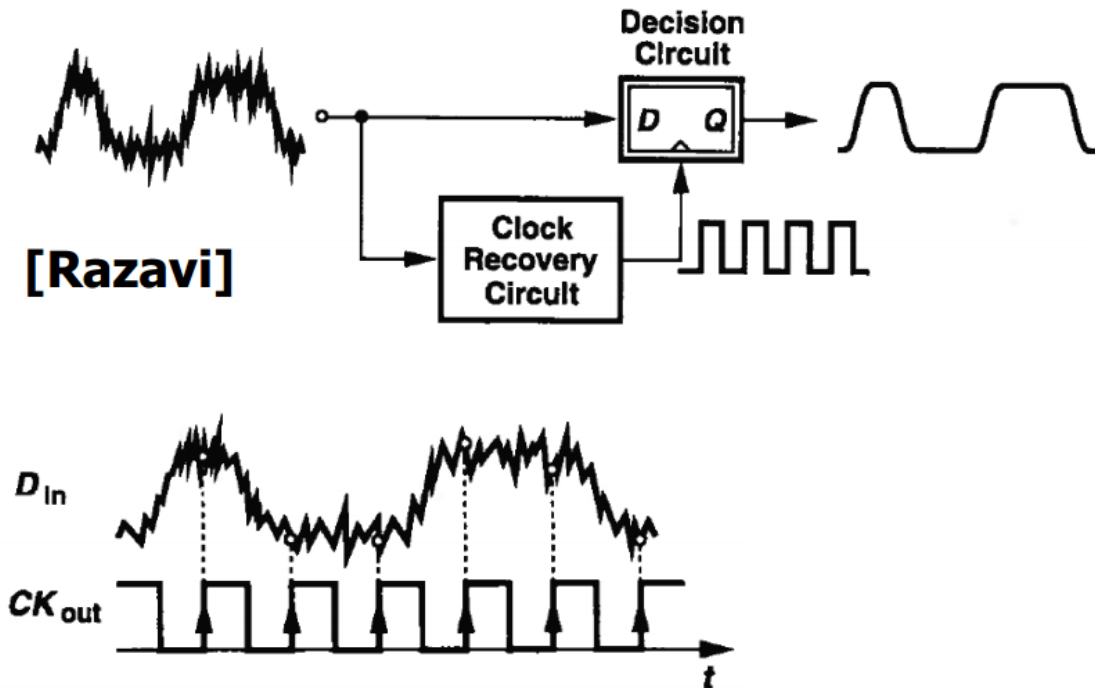 Decision
Circuit
D Q
Clock
Recovery
Circuit
[Razavi]
D in
CK out
t